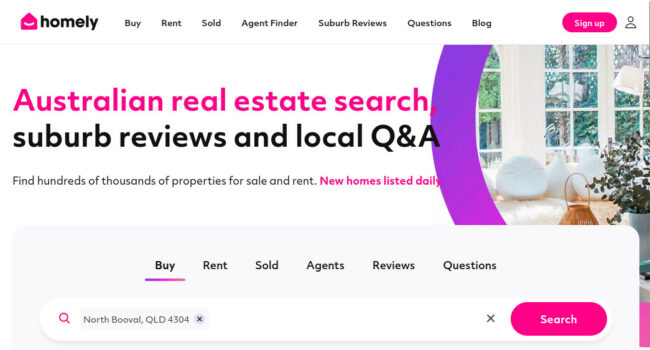 homely Buy Rent Sold Agent Finder Suburb Reviews Questions Blog Sign up
Australian real estate search,
suburb reviews and local Q&A
Find hundreds of thousands of properties for sale and rent. New homes listed daily
Buy Rent Sold Agents Reviews Questions
North Booval, QLD 4304 Search